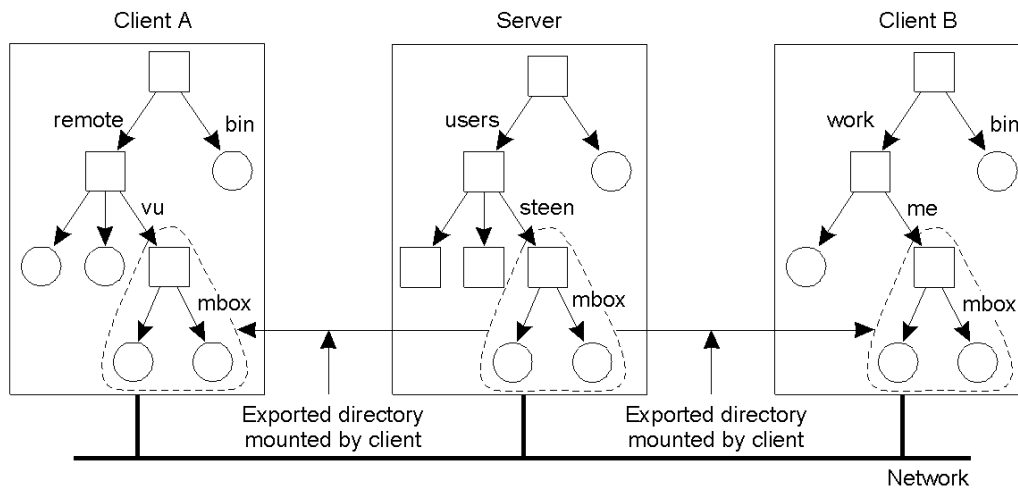 Client A
Server
Client B
remote
bin
users
work
bin
vu
steen
me
mbox
mbox
mbox
Exported directory
mounted by client
Exported directory
mounted by client
Network